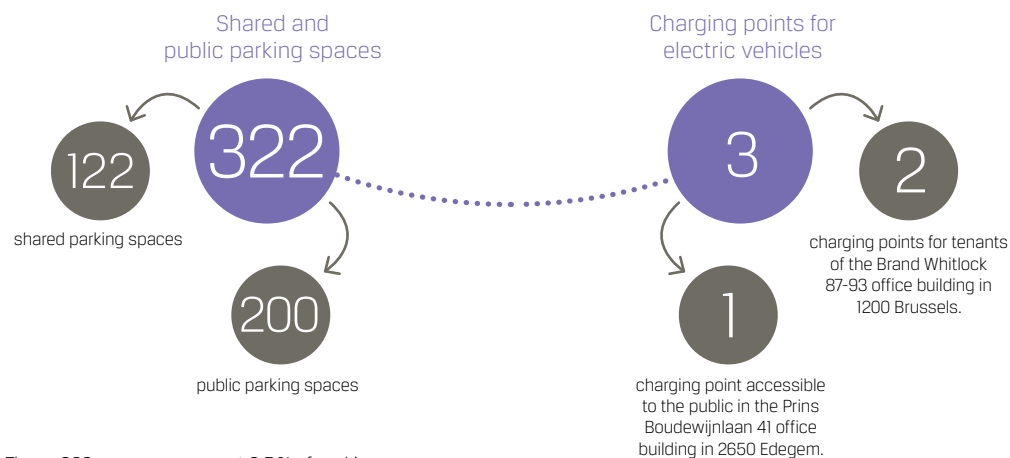 Shared and
public parking spaces
322
122
shared parking spaces
200
public parking spaces
Charging points for
electric vehicles
3
2
charging points for tenants
of the Brand Whitlock
87-93 office building in
1200 Brussels.
1
charging point accessible
to the public in the Prins
Boudewijnlaan 41 office
building in 2650 Edegem.